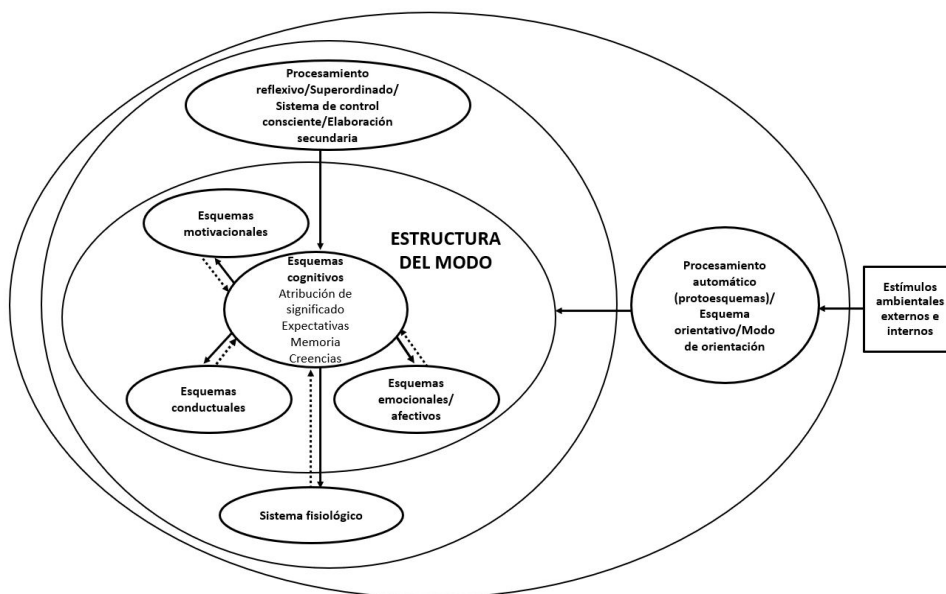 Procesamiento
reflexivo/Superordinado/
Sistema de control
consciente/Elaboración
secundaria
Esquemas
motivacionales
ESTRUCTURA
DEL MODO
Esquemas
cognitivos
Atribución de
significado
Expectativas
Memoria
Creencias
Esquemas
conductuales
Esquemas
emocionales/
afectivos
Sistema fisiológico
Procesamiento
automático
(protoesquemas)/
Esquema
orientativo/Modo
de orientación
Estímulos
ambientales
externos e
internos